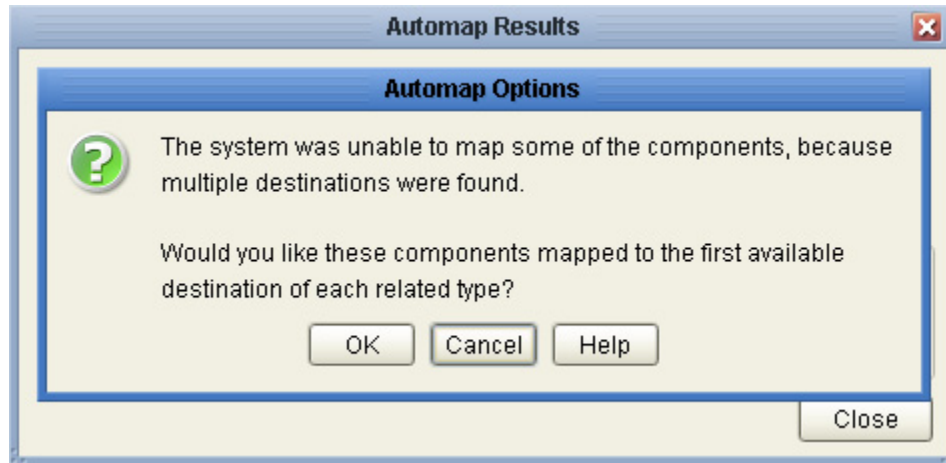 Automap Results
Automap Options
The system was unable to map some of the components, because
multiple destinations were found.
Would you like these components mapped to the first available
destination of each related type?
OK Cancel Help
Close